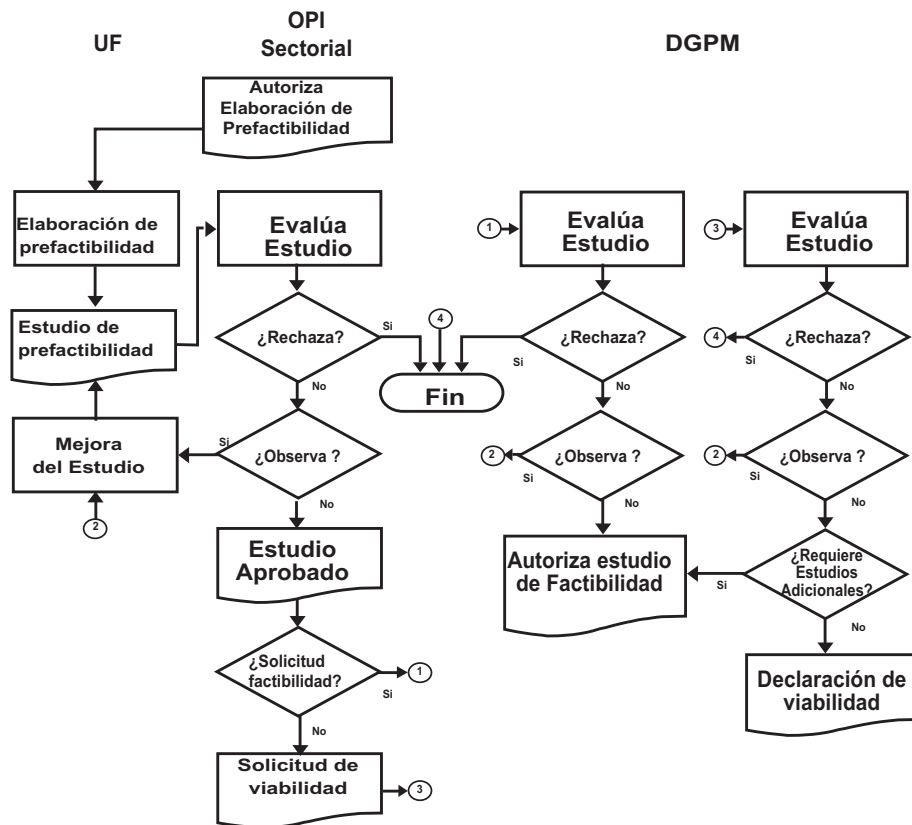 UF
OPI
Sectorial
DGPM
Autoriza
Elaboración de
Prefactibilidad
Elaboración de
prefactibilidad
Estudio de
prefactibilidad
Mejora
del Estudio
2
Evalúa
Estudio
¿Rechaza?
Si
No
¿Observa ?
Si
No
Estudio
Aprobado
¿Solicitud
factibilidad?
Si
1
No
Solicitud de
viabilidad
3
4
Fin
1
Evalúa
Estudio
¿Rechaza?
Si
No
¿Observa ?
2
Si
No
Autoriza estudio
de Factibilidad
3
Evalúa
Estudio
¿Rechaza?
4
Si
No
¿Observa ?
2
Si
No
¿Requiere
Estudios
Adicionales?
Si
No
Declaración de
viabilidad